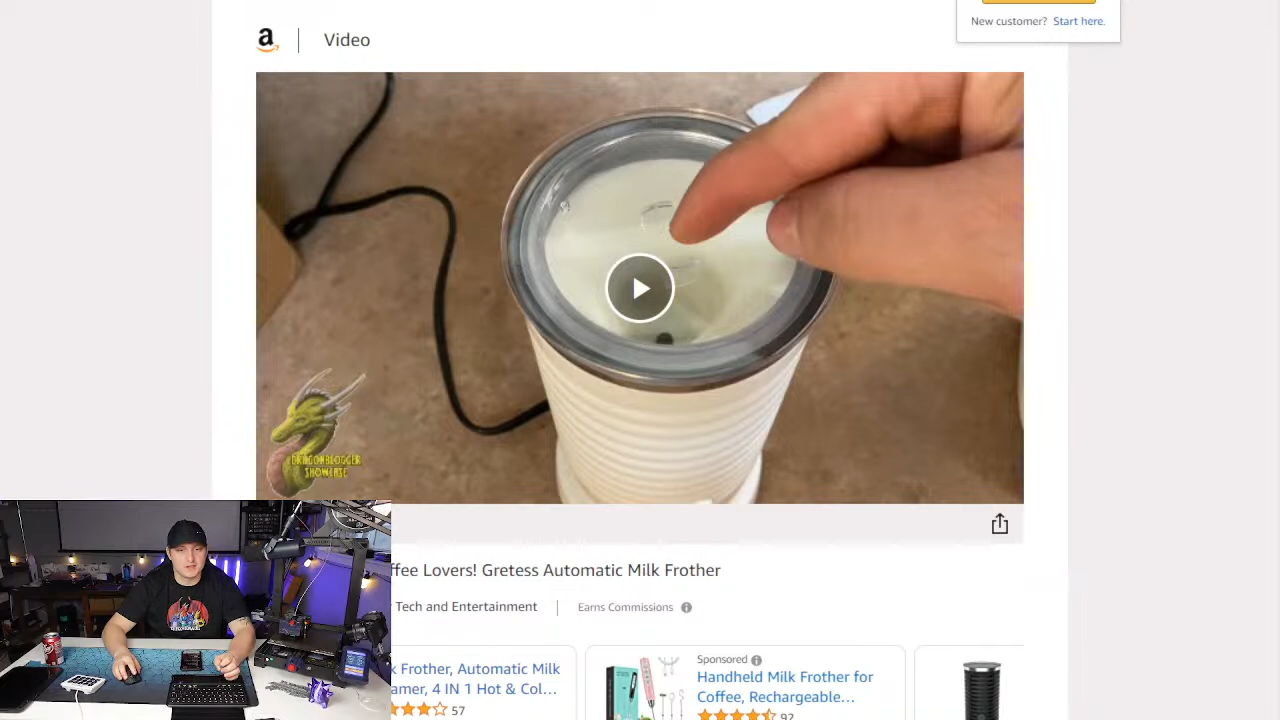 New customer? Start here.
a
Video
DRAGONBLOGGER
SHOWCASE
ffee Lovers! Gretess Automatic Milk Frother
Tech and Entertainment
Earns Commissions
k Frother, Automatic Milk
amer, 4 IN 1 Hot & Col...
57
Sponsored
Handheld Milk Frother for
Coffee, Rechargeable...
92